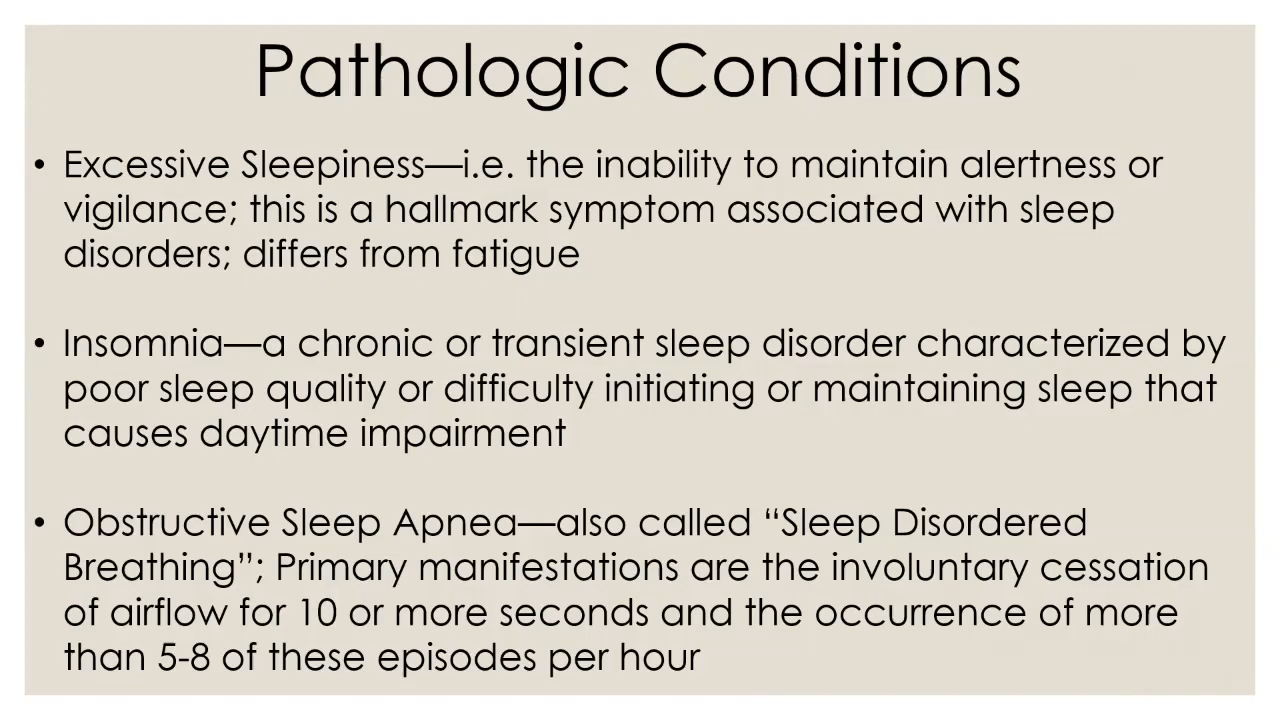 Pathologic Conditions
• Excessive Sleepiness—i.e. the inability to maintain alertness or
vigilance; this is a hallmark symptom associated with sleep
disorders; differs from fatigue
• Insomnia—a chronic or transient sleep disorder characterized by
poor sleep quality or difficulty initiating or maintaining sleep that
causes daytime impairment
• Obstructive Sleep Apnea—also called “Sleep Disordered
Breathing”; Primary manifestations are the involuntary cessation
of airflow for 10 or more seconds and the occurrence of more
than 5-8 of these episodes per hour